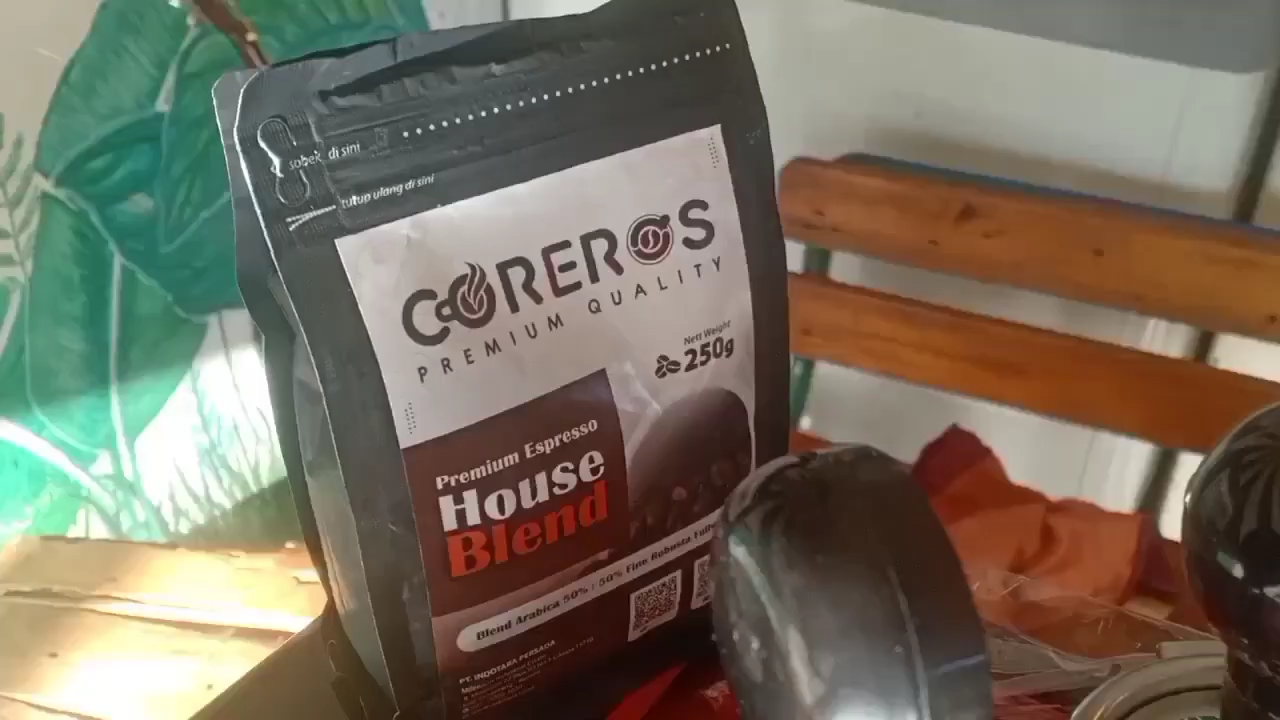 sobek di sini
tutup ulang di sini
COREROS
PREMIUM QUALITY
Nett Weight
250g
Premium Espresso
House
Blend
Blend Arabica 50% : 50% Fine Robusta
PT. INDOTARA PERSADA